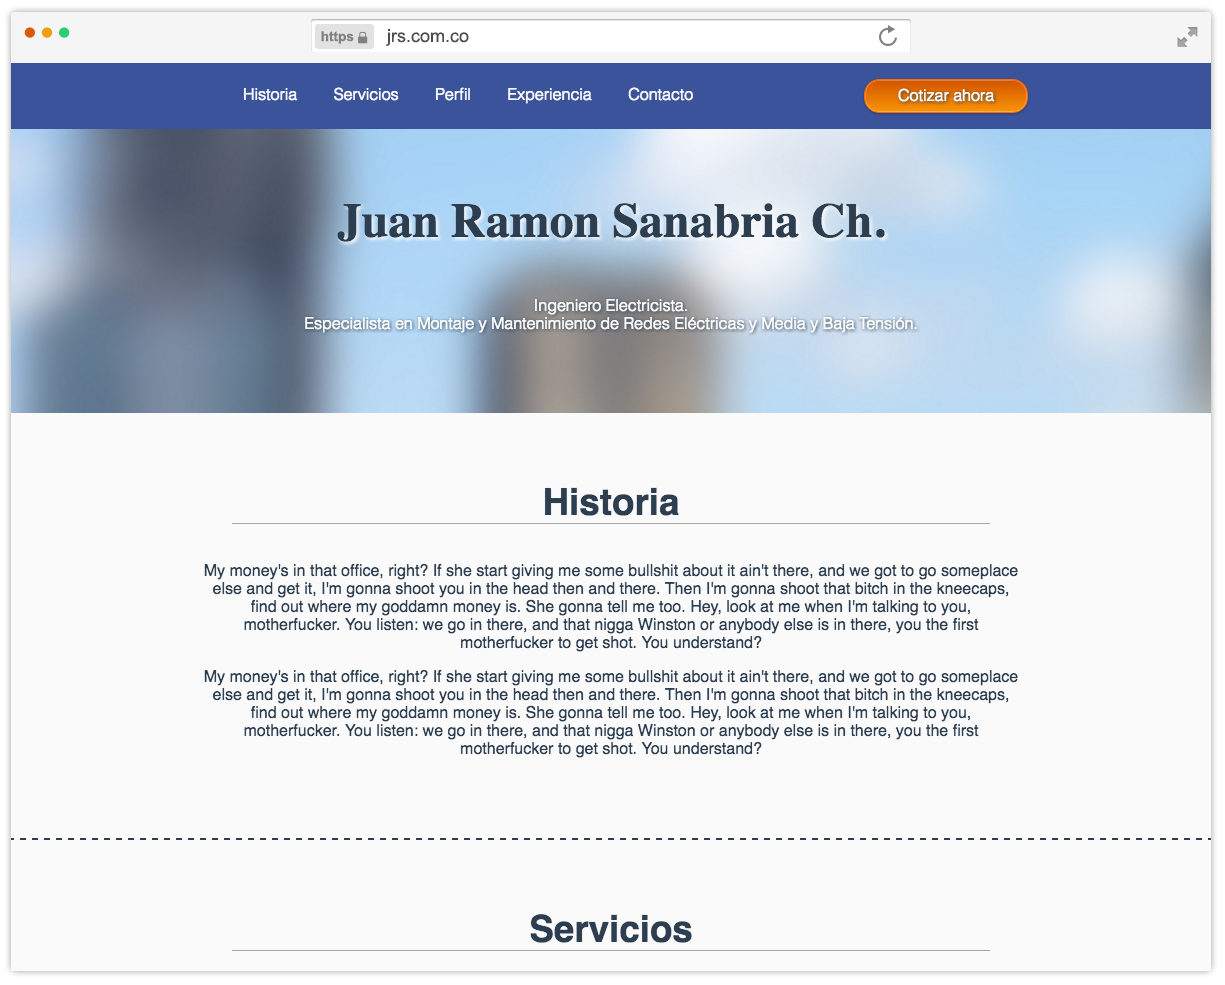 https jrs.com.co
Historia Servicios Perfil Experiencia Contacto Cotizar ahora
Juan Ramon Sanabria Ch.
Ingeniero Electricista.
Especialista en Montaje y Mantenimiento de Redes Eléctricas y Media y Baja Tensión.
Historia
My money's in that office, right? If she start giving me some bullshit about it ain't there, and we got to go someplace
else and get it, I'm gonna shoot you in the head then and there. Then I'm gonna shoot that bitch in the kneecaps,
find out where my goddamn money is. She gonna tell me too. Hey, look at me when I'm talking to you,
motherfucker. You listen: we go in there, and that nigga Winston or anybody else is in there, you the first
motherfucker to get shot. You understand?
My money's in that office, right? If she start giving me some bullshit about it ain't there, and we got to go someplace
else and get it, I'm gonna shoot you in the head then and there. Then I'm gonna shoot that bitch in the kneecaps,
find out where my goddamn money is. She gonna tell me too. Hey, look at me when I'm talking to you,
motherfucker. You listen: we go in there, and that nigga Winston or anybody else is in there, you the first
motherfucker to get shot. You understand?
Servicios